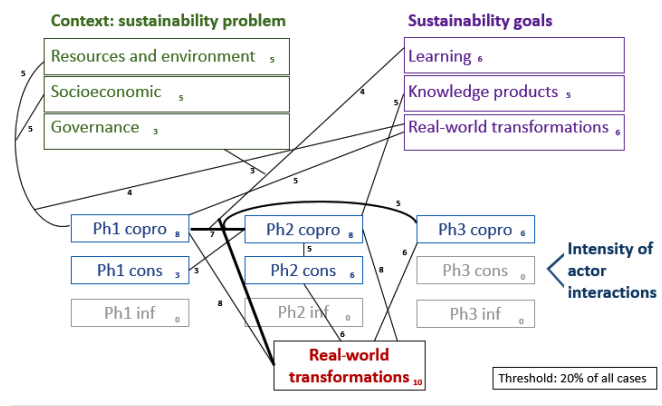 Context: sustainability problem
Sustainability goals
Resources and environment 5
Socioeconomic 5
Governance 3
Learning 6
Knowledge products 5
Real-world transformations 6
5
5
4
5
3
4
5
5
Ph1 copro 8
7
Ph2 copro 8
Ph3 copro 6
5
6
Ph1 cons 3
3
Ph2 cons 6
8
Ph3 cons 0
Intensity of
actor
interactions
8
Ph1 inf 0
Ph2 inf 0
Ph3 inf 0
6
Real-world
transformations 10
Threshold: 20% of all cases